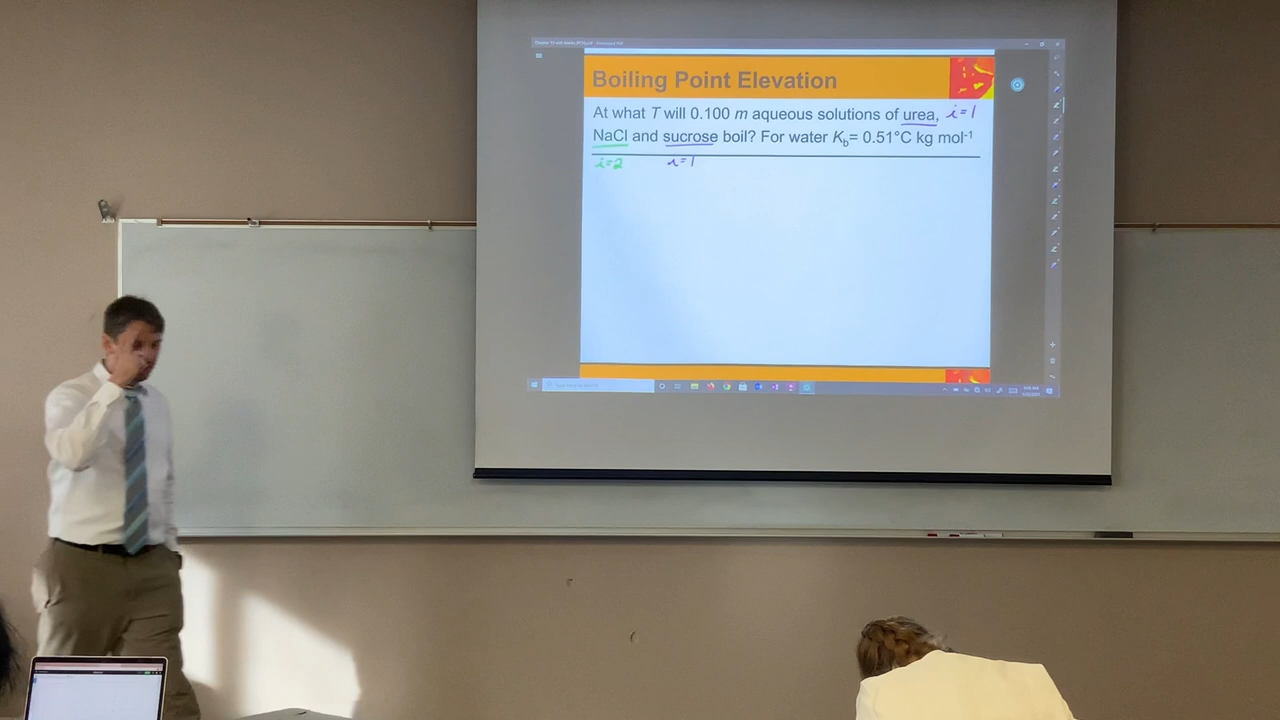 Boiling Point Elevation
At what T will 0.100 m aqueous solutions of urea, i=1
NaCl and sucrose boil? For water Kb= 0.51°C kg mol-1
i=2 i=1